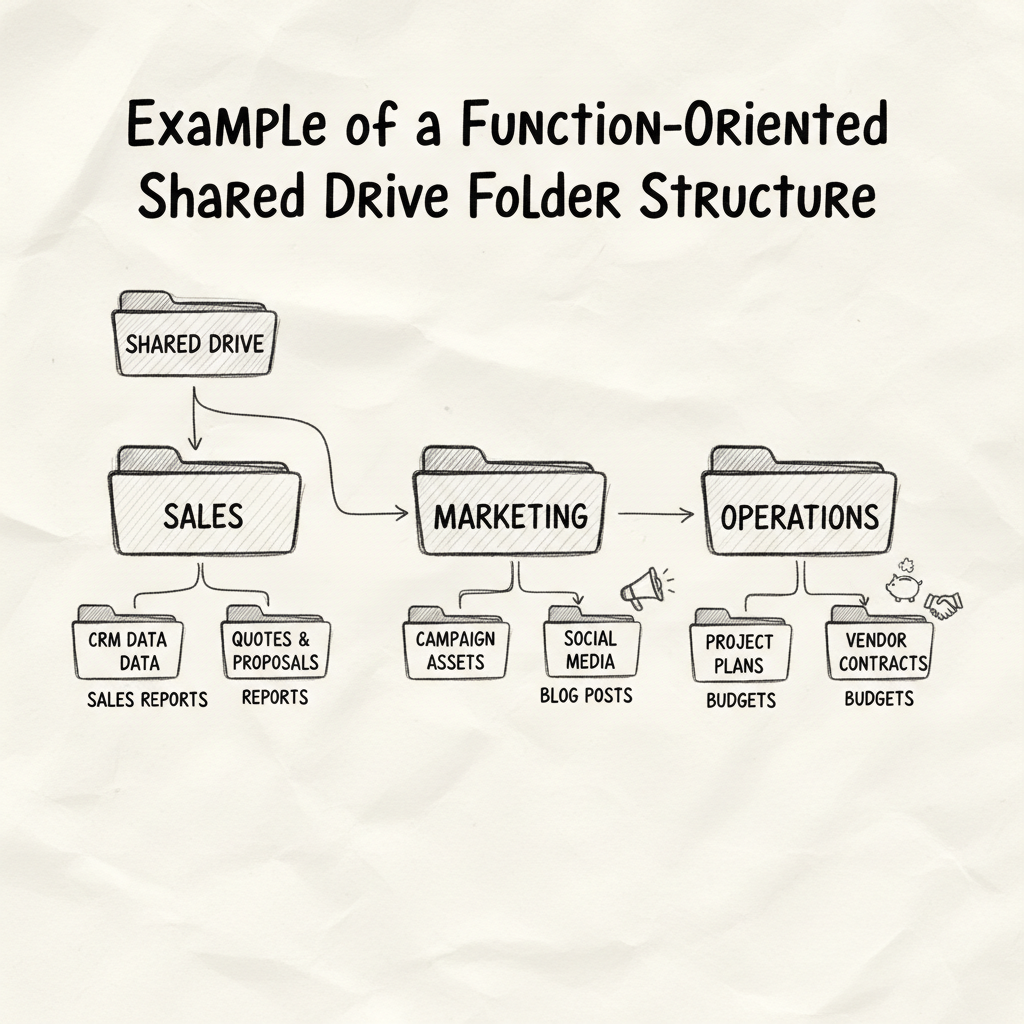 Example of a Function-Oriented
Shared Drive Folder Structure
SHARED DRIVE
SALES
MARKETING
OPERATIONS
CRM DATA
DATA
QUOTES &
PROPOSALS
CAMPAIGN
ASSETS
SOCIAL
MEDIA
PROJECT
PLANS
VENDOR
CONTRACTS
SALES REPORTS
REPORTS
BLOG POSTS
BUDGETS
BUDGETS